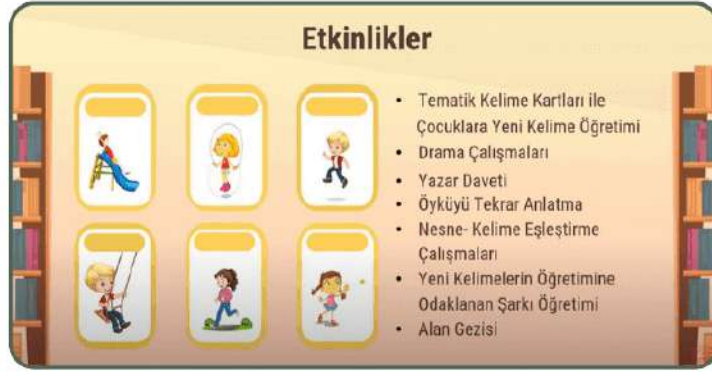 Etkinlikler
• Tematik Kelime Kartları ile
Çocuklara Yeni Kelime Öğretimi
• Drama Çalışmaları
• Yazar Daveti
• Öyküyü Tekrar Anlatma
• Nesne- Kelime Eşleştirme
Çalışmaları
• Yeni Kelimelerin Öğretimine
Odaklanan Şarkı Öğretimi
• Alan Gezisi